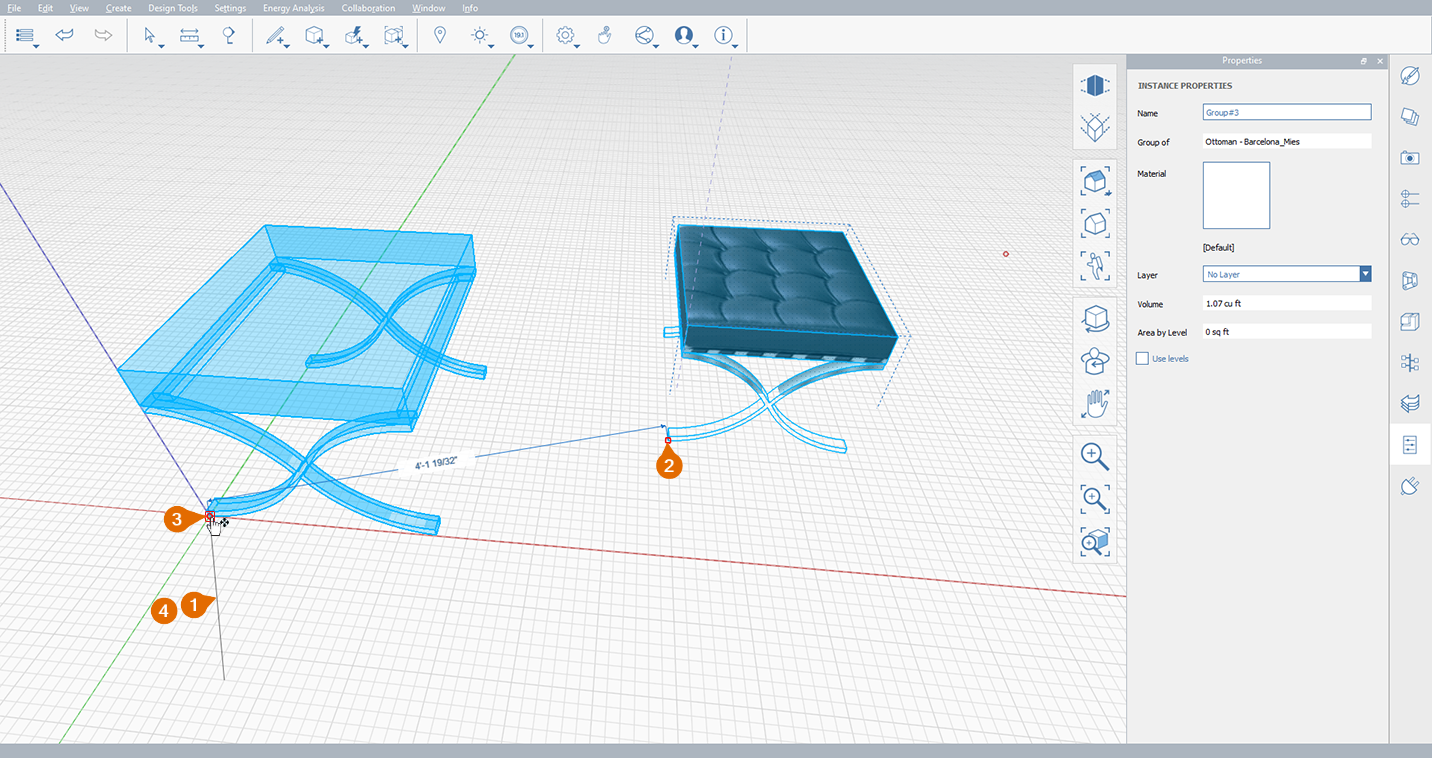 File Edit View Create Design Tools Settings Energy Analysis Collaboration Window Info
19.1
Properties
INSTANCE PROPERTIES
Name Group#3
Group of Ottoman - Barcelona_Mies
Material
[Default]
Layer No Layer
Volume 1.07 cu ft
Area by Level 0 sq ft
Use levels
4'-1 19/32"
2
3
4 1